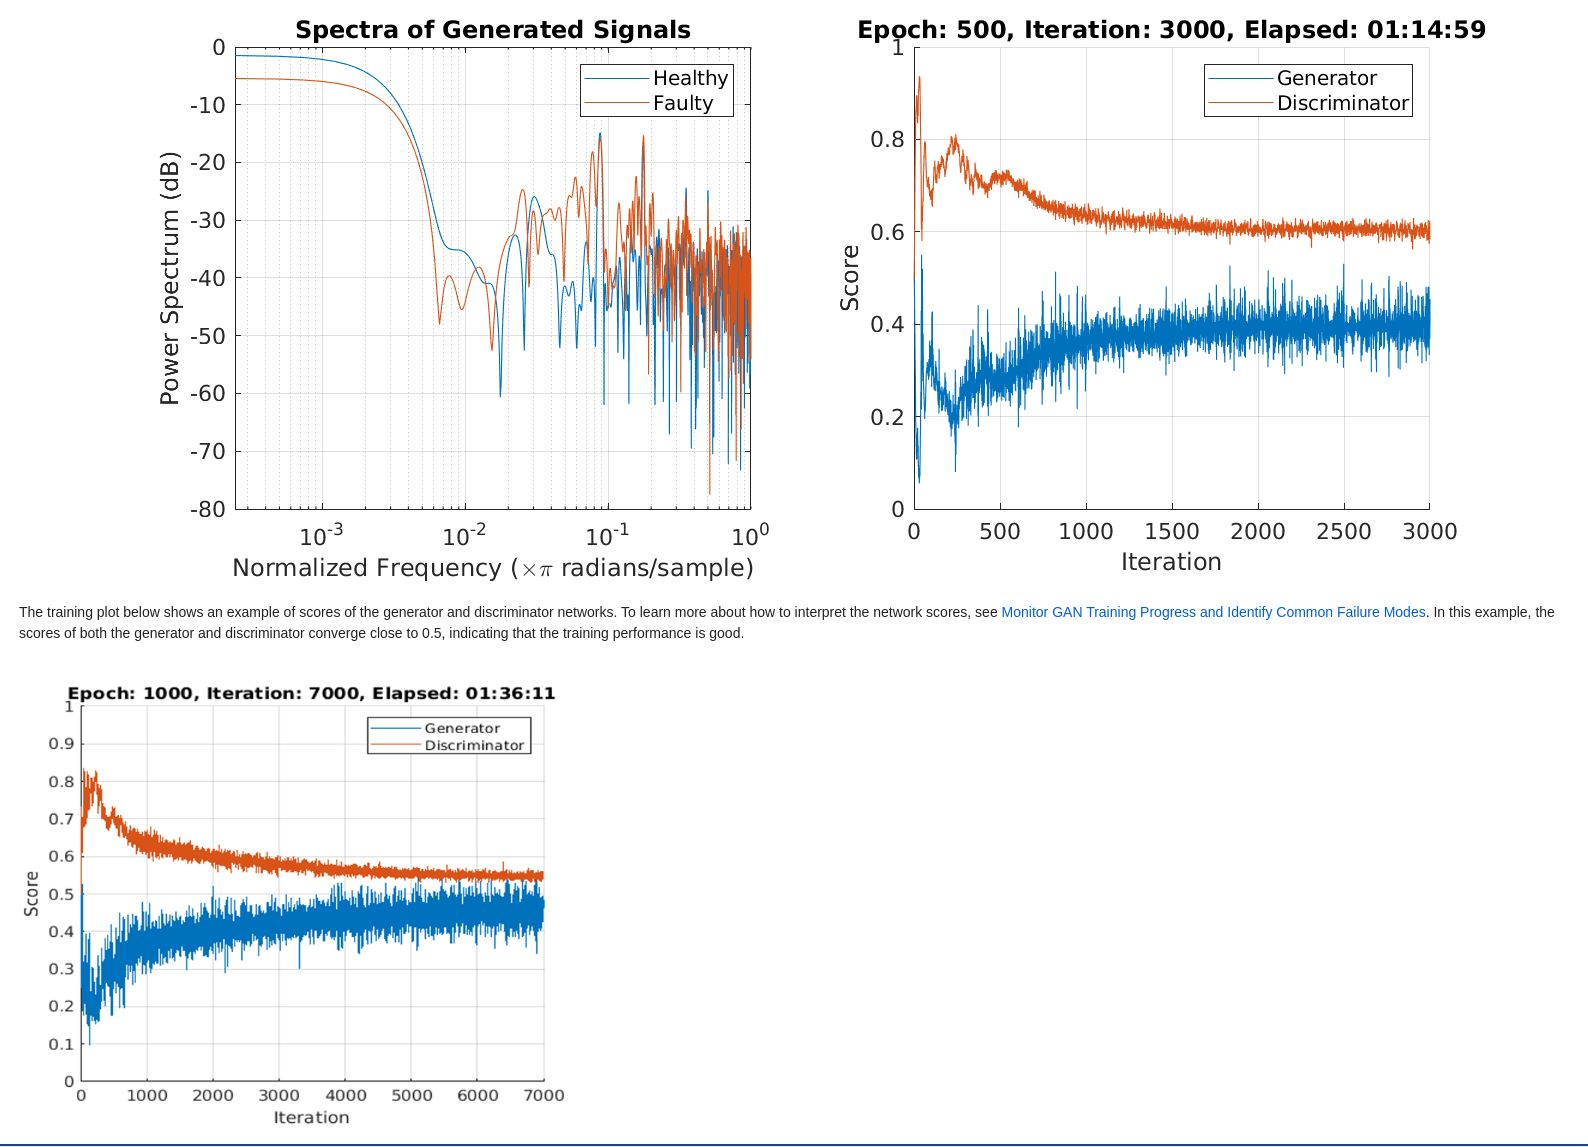 Spectra of Generated Signals
0
-10
-20
-30
-40
-50
-60
-70
-80
Power Spectrum (dB)
Healthy
Faulty
10-3
10-2
10-1
100
Normalized Frequency (×π radians/sample)
Epoch: 500, Iteration: 3000, Elapsed: 01:14:59
1
0.8
0.6
0.4
0.2
0
Score
Generator
Discriminator
0 500 1000 1500 2000 2500 3000
Iteration
The training plot below shows an example of scores of the generator and discriminator networks. To learn more about how to interpret the network scores, see Monitor GAN Training Progress and Identify Common Failure Modes. In this example, the
scores of both the generator and discriminator converge close to 0.5, indicating that the training performance is good.
Epoch: 1000, Iteration: 7000, Elapsed: 01:36:11
1
0.9
0.8
0.7
0.6
0.5
0.4
0.3
0.2
0.1
0
Score
Generator
Discriminator
0 1000 2000 3000 4000 5000 6000 7000
Iteration